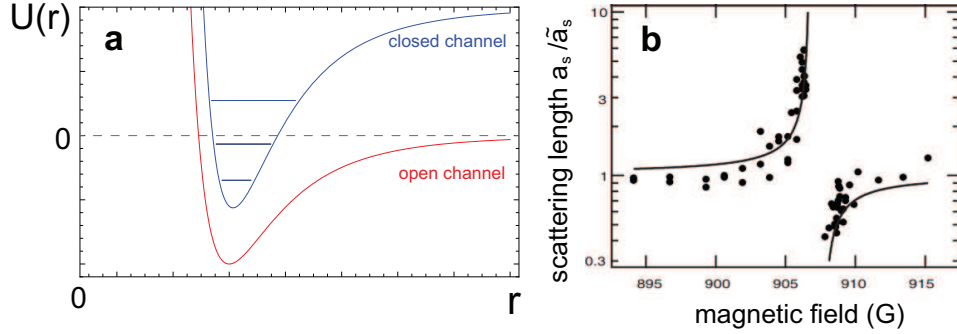 U(r)
a
closed channel
0
open channel
0
r
b
scattering length a_s/ã_s
10
3
1
0.3
895
900
905
910
915
magnetic field (G)